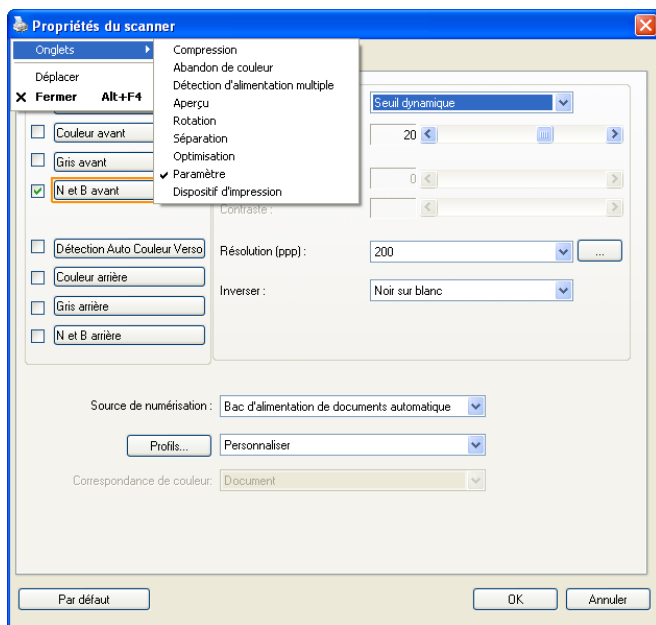 Propriétés du scanner
Onglets
Déplacer
Fermer Alt+F4
Compression
Abandon de couleur
Détection d'alimentation multiple
Aperçu
Rotation
Séparation
Optimisation
Paramètre
Dispositif d'impression
Seuil dynamique
Couleur avant
20
Gris avant
N et B avant
0
Contraste :
Détection Auto Couleur Verso
Résolution (ppp) :
200
...
Couleur arrière
Inverser :
Noir sur blanc
Gris arrière
N et B arrière
Source de numérisation :
Bac d'alimentation de documents automatique
Profils...
Personnaliser
Correspondance de couleur:
Document
Par défaut
OK
Annuler